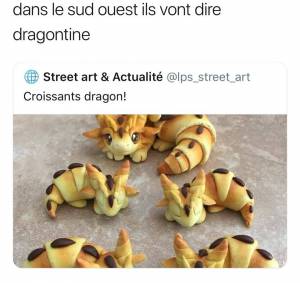 dans le sud ouest ils vont dire
dragontine
Street art & Actualité @lps_street_art
Croissants dragon!